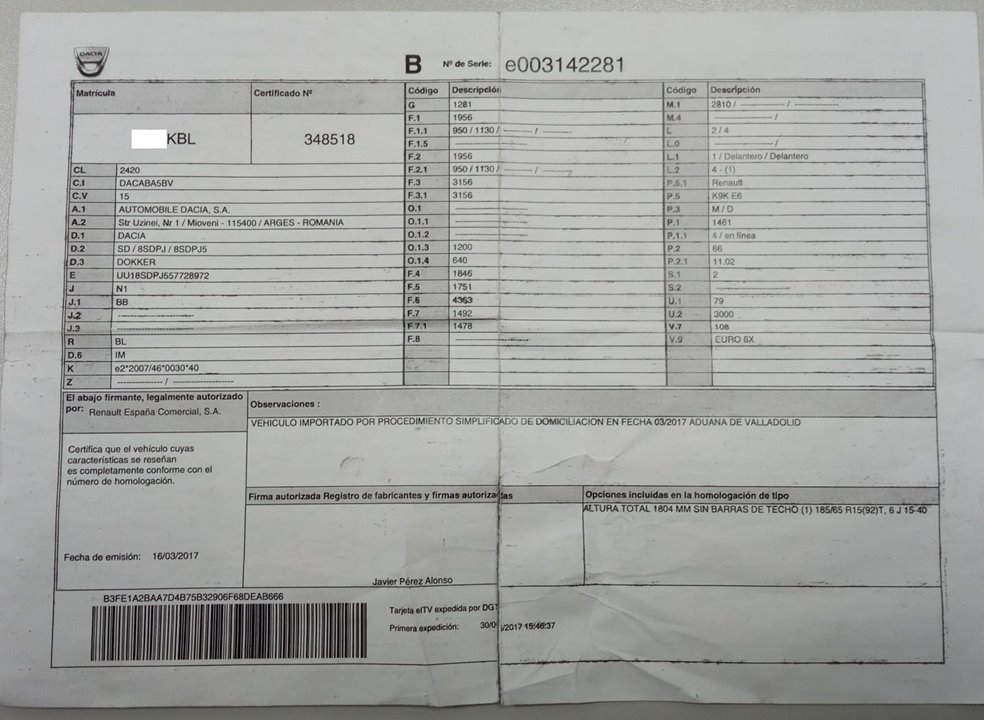 DACIA
B Nº de Serie: e003142281
Matrícula Certificado Nº
KBL 348518
CL 2420
C.I DACABA5BV
C.V 15
A.1 AUTOMOBILE DACIA, S.A.
A.2 Str Uzinei, Nr 1 / Mioveni - 115400 / ARGES - ROMANIA
D.1 DACIA
D.2 SD / 8SDPJ / 8SDPJ5
D.3 DOKKER
E UU18SDPJ557728972
J N1
J.1 BB
J.2 --------------------
J.3 --------------------
R BL
D.6 IM
K e2*2007/46*0030*40
Z ------------ / ----------------
Código Descripción
G 1281
F.1 1956
F.1.1 950 / 1130 / ---------- / ----------
F.1.5 --------------------
F.2 1956
F.2.1 950 / 1130 / ---------- / ----------
F.3 3156
F.3.1 3156
O.1 --------------------
O.1.1 --------------------
O.1.2 --------------------
O.1.3 1200
O.1.4 640
F.4 1846
F.5 1751
F.6 4363
F.7 1492
F.7.1 1478
F.8 --------------------
Código Descripción
M.1 2810 / ------------ / ------------
M.4 ---------------- /
L 2 / 4
L.0 ---------------- /
L.1 1 / Delantero / Delantero
L.2 4 - (1)
P.5.1 Renault
P.5 K9K E6
P.3 M / D
P.1 1461
P.1.1 4 / en línea
P.2 66
P.2.1 11.02
S.1 2
S.2 --------------------
U.1 79
U.2 3000
V.7 108
V.9 EURO 6X
El abajo firmante, legalmente autorizado
por: Renault España Comercial, S.A.
Certifica que el vehículo cuyas
características se reseñan
es completamente conforme con el
número de homologación.
Fecha de emisión: 16/03/2017
Observaciones :
VEHICULO IMPORTADO POR PROCEDIMIENTO SIMPLIFICADO DE DOMICILIACION EN FECHA 03/2017 ADUANA DE VALLADOLID
Firma autorizada Registro de fabricantes y firmas autorizadas
Javier Pérez Alonso
Opciones incluidas en la homologación de tipo
ALTURA TOTAL 1804 MM SIN BARRAS DE TECHO (1) 185/65 R15(92)T, 6 J 15-40
B3FE1A2BAA7D4B75B32906F68DEAB666
Tarjeta eITV expedida por DGT
Primera expedición: 30/0 /2017 15:46:37